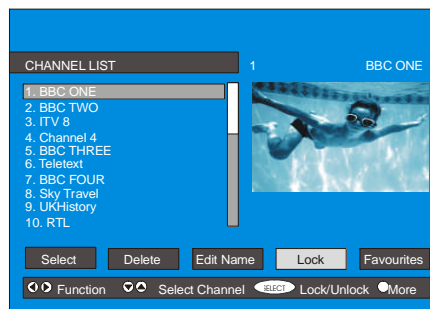 CHANNEL LIST
1 BBC ONE
1. BBC ONE
2. BBC TWO
3. ITV 8
4. Channel 4
5. BBC THREE
6. Teletext
7. BBC FOUR
8. Sky Travel
9. UKHistory
10. RTL
Select Delete Edit Name Lock Favourites
Function Select Channel SELECT Lock/Unlock More